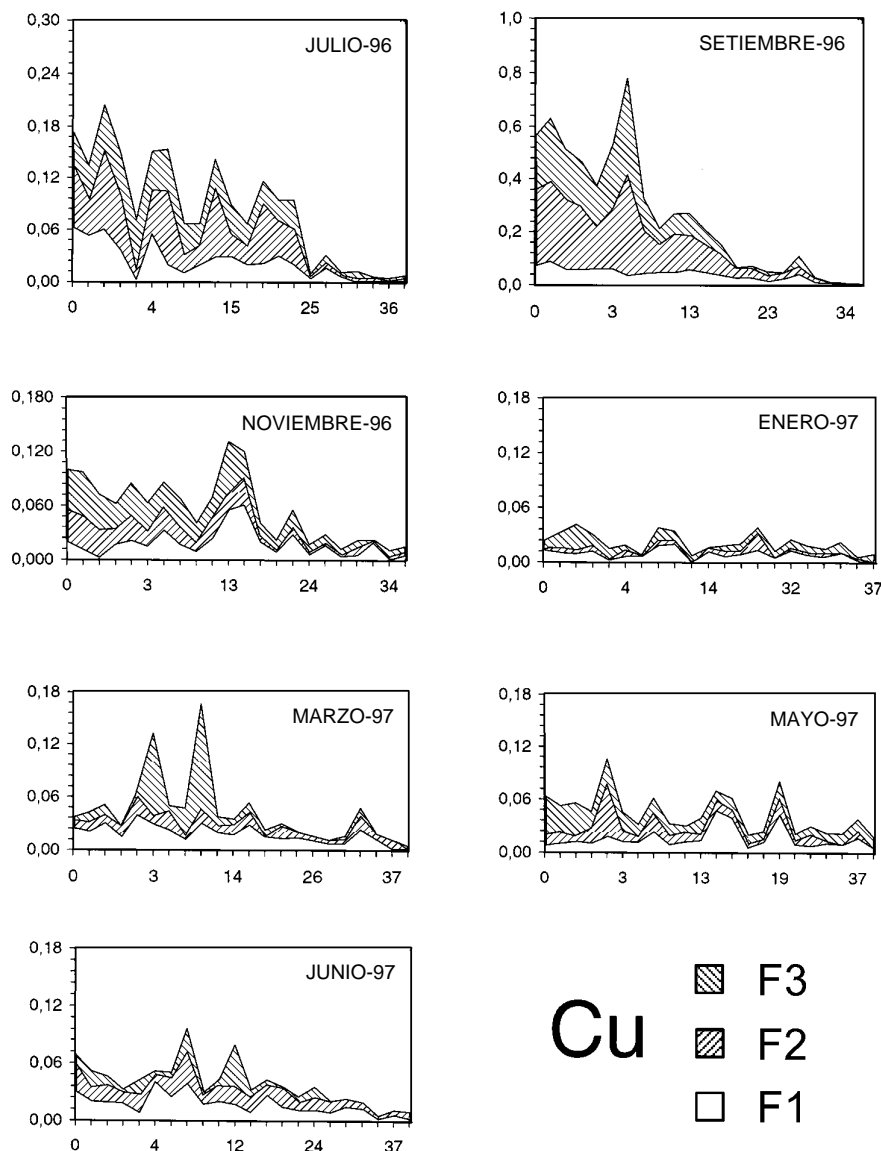 JULIO-96
0,30
0,24
0,18
0,12
0,06
0,00
0 4 15 25 36
SETIEMBRE-96
1,0
0,8
0,6
0,4
0,2
0,0
0 3 13 23 34
NOVIEMBRE-96
0,180
0,120
0,060
0,000
0 3 13 24 36
ENERO-97
0,18
0,12
0,06
0,00
0 4 14 32 37
MARZO-97
0,18
0,12
0,06
0,00
0 3 14 26 37
MAYO-97
0,18
0,12
0,06
0,00
0 3 13 19 37
JUNIO-97
0,18
0,12
0,06
0,00
0 4 12 24 37
Cu
F3
F2
F1